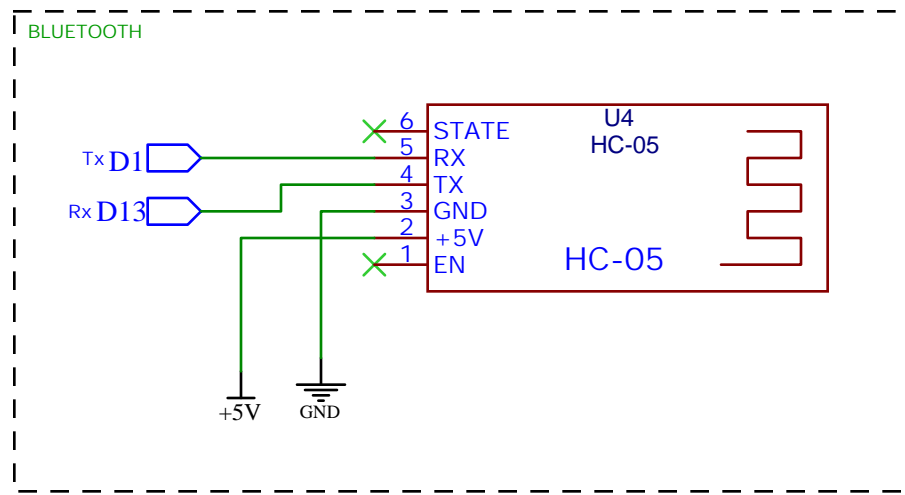 BLUETOOTH
U4
HC-05
6 STATE
Tx D1 5 RX
4 TX
Rx D13 3 GND
2 +5V
1 EN
HC-05
+5V
GND